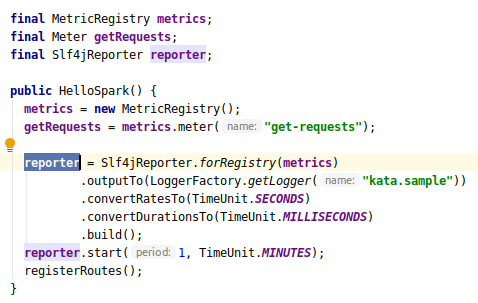 final MetricRegistry metrics;
final Meter getRequests;
final Slf4jReporter reporter;
public HelloSpark() {
metrics = new MetricRegistry();
getRequests = metrics.meter( name: "get-requests");
reporter = Slf4jReporter.forRegistry(metrics)
.outputTo(LoggerFactory.getLogger( name: "kata.sample"))
.convertRatesTo(TimeUnit.SECONDS)
.convertDurationsTo(TimeUnit.MILLISECONDS)
.build();
reporter.start( period: 1, TimeUnit.MINUTES);
registerRoutes();
}